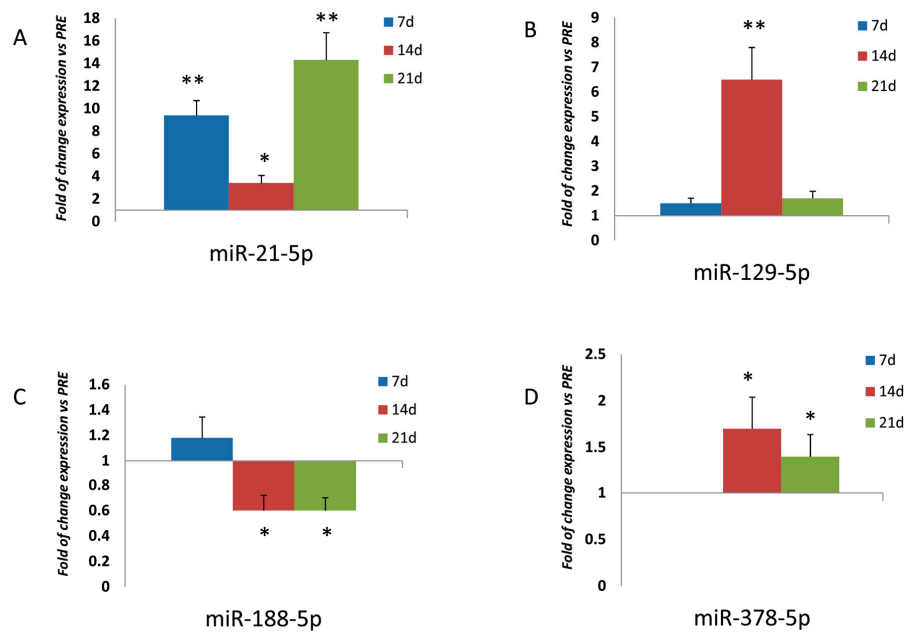 A
Fold of change expression vs PRE
18
16
14
12
10
8
6
4
2
0
**
*
**
7d
14d
21d
miR-21-5p
B
Fold of change expression vs PRE
9
8
7
6
5
4
3
2
1
0
**
7d
14d
21d
miR-129-5p
C
Fold of change expression vs PRE
1.6
1.4
1.2
1
0.8
0.6
0.4
0.2
0
*
*
7d
14d
21d
miR-188-5p
D
Fold of change expression vs PRE
2.5
2
1.5
1
0.5
0
*
*
7d
14d
21d
miR-378-5p